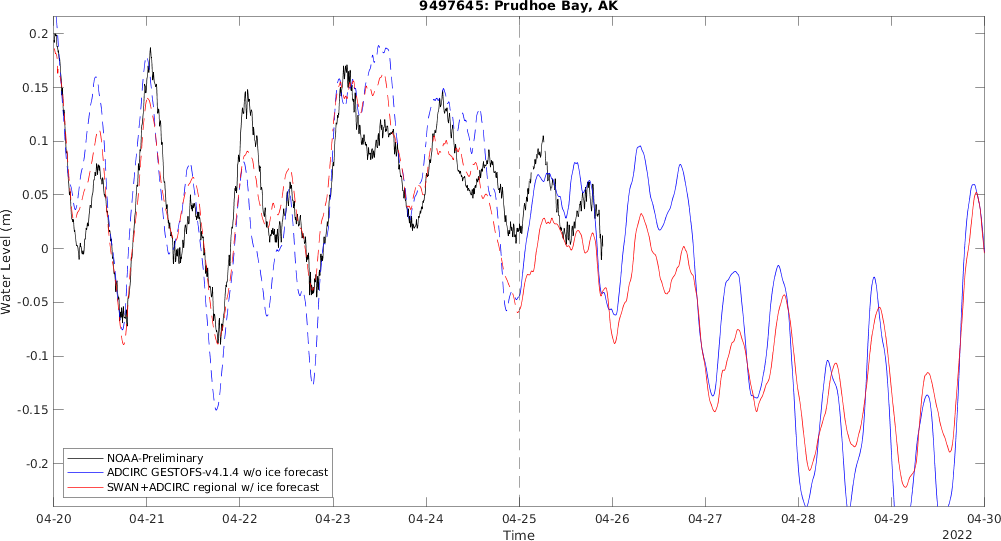 9497645: Prudhoe Bay, AK
0.2
0.15
0.1
0.05
0
-0.05
-0.1
-0.15
-0.2
Water Level (m)
NOAA-Preliminary
ADCIRC GESTOFS-v4.1.4 w/o ice forecast
SWAN+ADCIRC regional w/ ice forecast
04-20 04-21 04-22 04-23 04-24 04-25 04-26 04-27 04-28 04-29 04-30
Time
2022